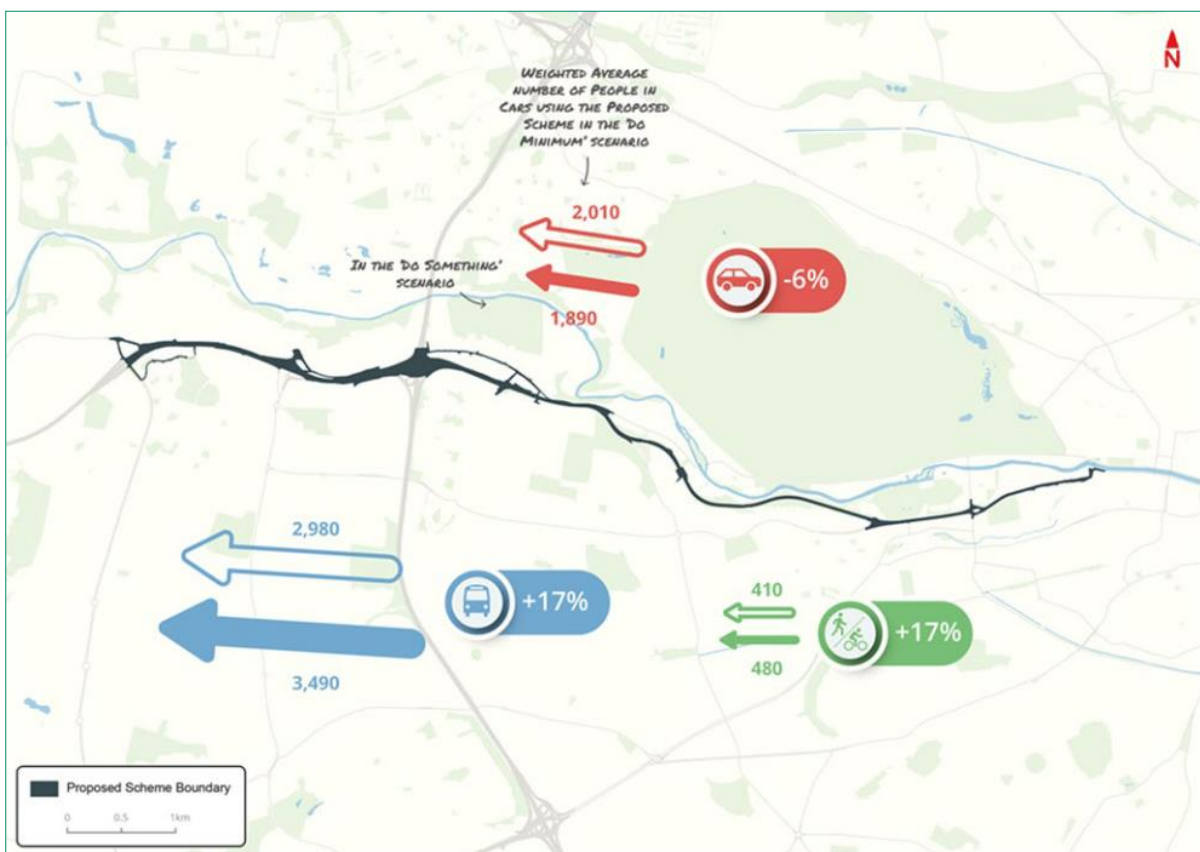 N
WEIGHTED AVERAGE
NUMBER OF PEOPLE IN
CARS USING THE PROPOSED
SCHEME IN THE 'DO
MINIMUM' SCENARIO
2,010
IN THE 'DO SOMETHING'
SCENARIO
-6%
1,890
2,980
+17%
3,490
410
+17%
480
Proposed Scheme Boundary
0 0.5 1km